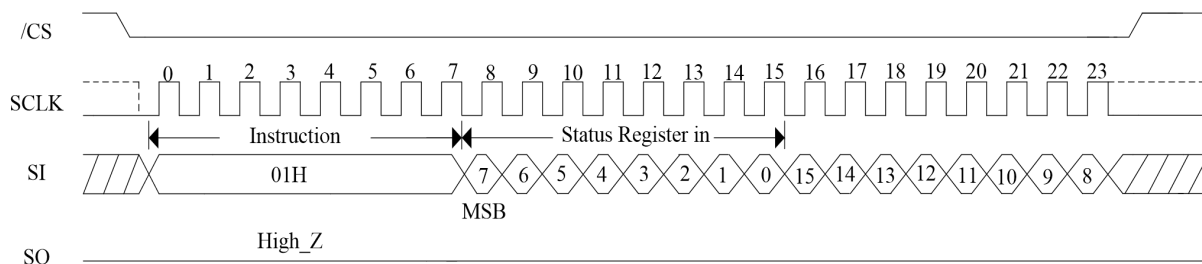 /CS
0 1 2 3 4 5 6 7 8 9 10 11 12 13 14 15 16 17 18 19 20 21 22 23
SCLK
Instruction Status Register in
SI 01H 7 6 5 4 3 2 1 0 15 14 13 12 11 10 9 8
MSB
High_Z
SO